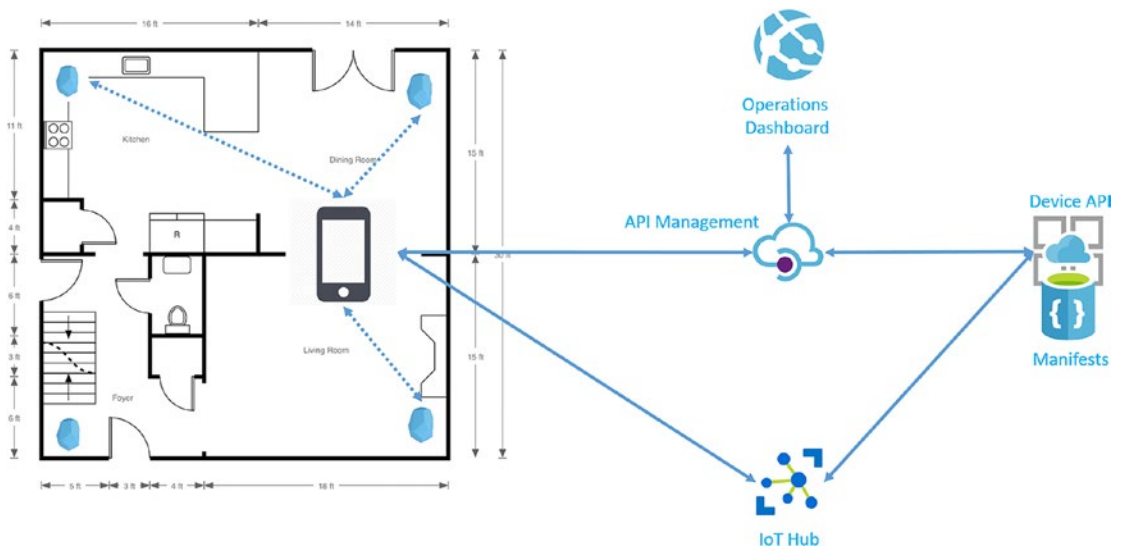 16 ft
14 ft
Operations
Dashboard
11 ft
Kitchen
Dining Room
15 ft
Device API
API Management
4 ft
R
30 ft
6 ft
{ }
3 ft
Living Room
15 ft
Manifests
Foyer
6 ft
5 ft
3 ft
4 ft
18 ft
IoT Hub